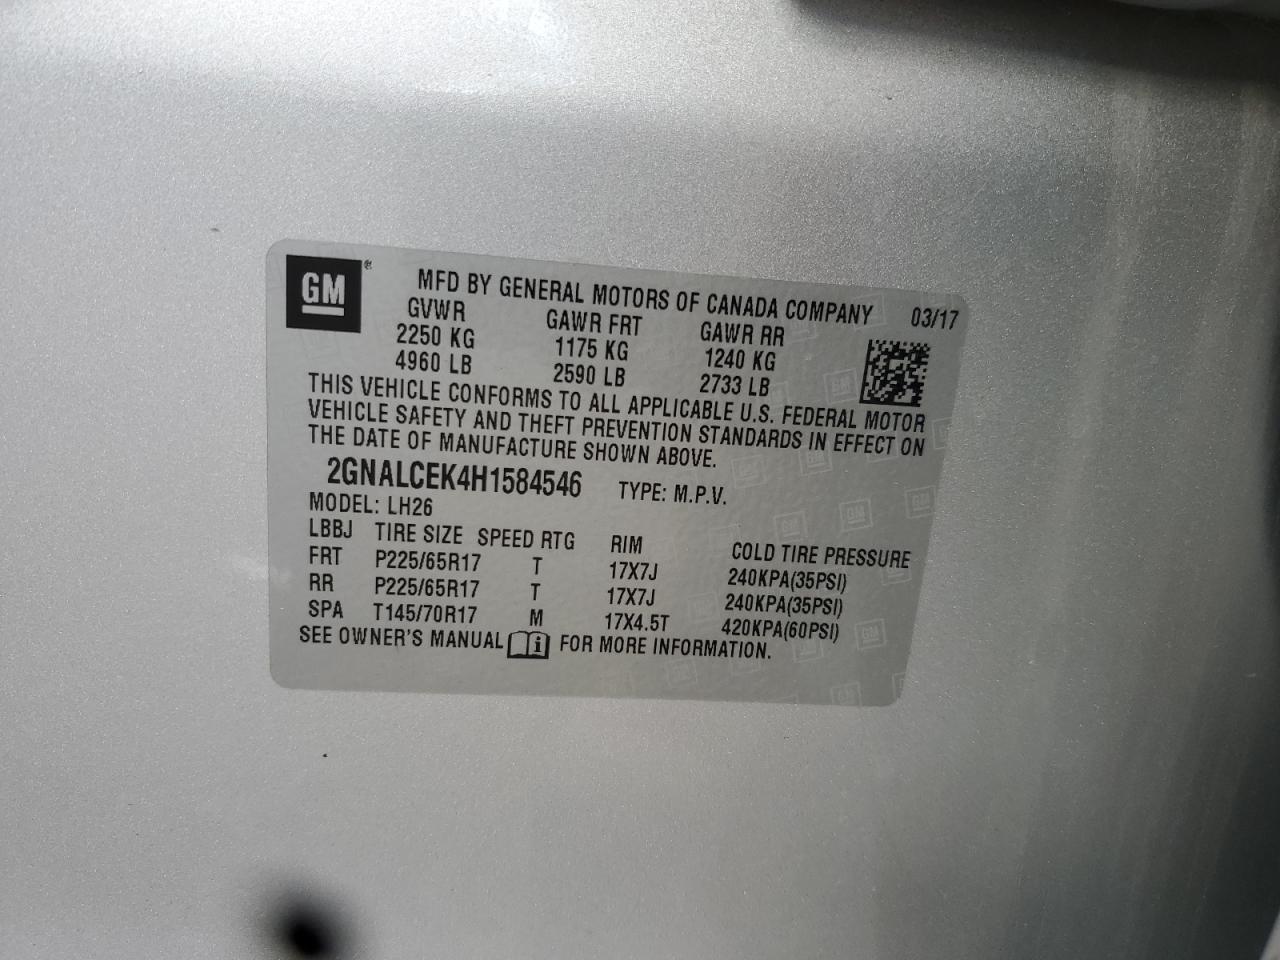 GM ®
MFD BY GENERAL MOTORS OF CANADA COMPANY 03/17
GVWR GAWR FRT GAWR RR
2250 KG 1175 KG 1240 KG
4960 LB 2590 LB 2733 LB
THIS VEHICLE CONFORMS TO ALL APPLICABLE U.S. FEDERAL MOTOR
VEHICLE SAFETY AND THEFT PREVENTION STANDARDS IN EFFECT ON
THE DATE OF MANUFACTURE SHOWN ABOVE.
2GNALCEK4H1584546 TYPE: M.P.V.
MODEL: LH26
LBBJ TIRE SIZE SPEED RTG RIM COLD TIRE PRESSURE
FRT P225/65R17 T 17X7J 240KPA(35PSI)
RR P225/65R17 T 17X7J 240KPA(35PSI)
SPA T145/70R17 M 17X4.5T 420KPA(60PSI)
SEE OWNER'S MANUAL i FOR MORE INFORMATION.